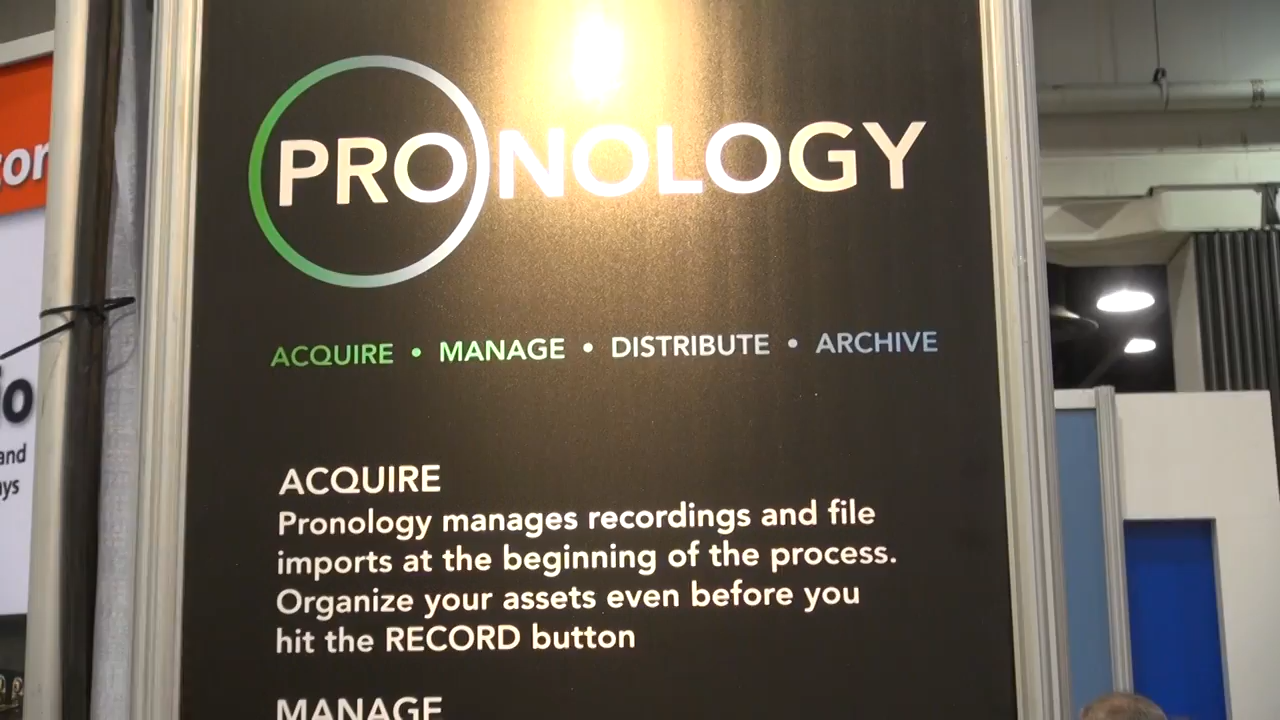 PRONOLOGY
ACQUIRE • MANAGE • DISTRIBUTE • ARCHIVE
ACQUIRE
Pronology manages recordings and file
imports at the beginning of the process.
Organize your assets even before you
hit the RECORD button
MANAGE
and